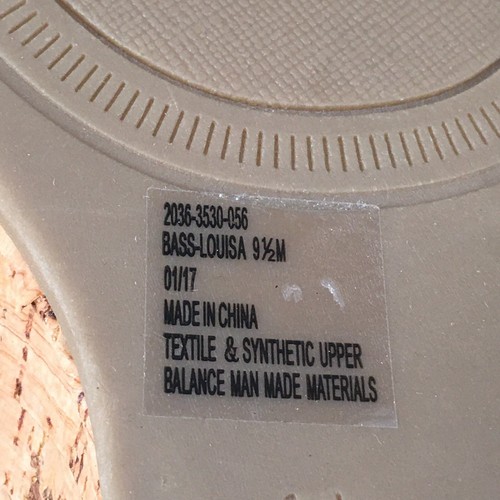 2036-3530-056
BASS-LOUISA 9½M
01/17
MADE IN CHINA
TEXTILE & SYNTHETIC UPPER
BALANCE MAN MADE MATERIALS